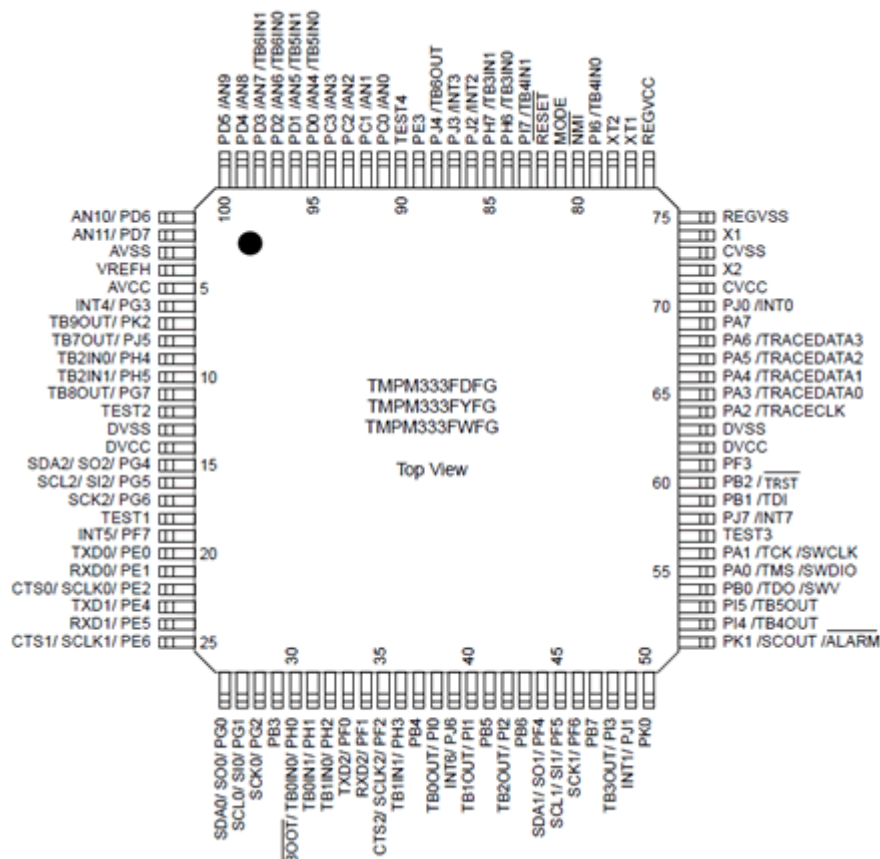 PD5 /AN9
PD4 /AN8
PD3 /AN7 /TB6IN1
PD2 /AN6 /TB6IN0
PD1 /AN5 /TB5IN1
PD0 /AN4 /TB5IN0
PC3 /AN3
PC2 /AN2
PC1 /AN1
PC0 /AN0
TEST4
PE3
PJ4 /TB6OUT
PJ3 /INT3
PJ2 /INT2
PH7 /TB3IN1
PH6 /TB3IN0
PI7 /TB4IN1
RESET
MODE
NMI
PI6 /TB4IN0
XT2
XT1
REGVCC
100
95
90
85
80
AN10/ PD6
AN11/ PD7
AVSS
VREFH
AVCC
5
INT4/ PG3
TB9OUT/ PK2
TB7OUT/ PJ5
TB2IN0/ PH4
TB2IN1/ PH5
10
TB8OUT/ PG7
TEST2
DVSS
DVCC
SDA2/ SO2/ PG4
15
SCL2/ SI2/ PG5
SCK2/ PG6
TEST1
INT5/ PF7
TXD0/ PE0
20
RXD0/ PE1
CTS0/ SCLK0/ PE2
TXD1/ PE4
RXD1/ PE5
CTS1/ SCLK1/ PE6
25
TMPM333FDFG
TMPM333FYFG
TMPM333FWFG
Top View
75
REGVSS
X1
CVSS
X2
CVCC
70
PJ0 /INT0
PA7
PA6 /TRACEDATA3
PA5 /TRACEDATA2
PA4 /TRACEDATA1
65
PA3 /TRACEDATA0
PA2 /TRACECLK
DVSS
DVCC
PF3
60
PB2 / TRST
PB1 /TDI
PJ7 /INT7
TEST3
PA1 /TCK /SWCLK
55
PA0 /TMS /SWDIO
PB0 /TDO /SWV
PI5 /TB5OUT
PI4 /TB4OUT
PK1 /SCOUT /ALARM
30
35
40
45
50
SDA0/ SO0/ PG0
SCL0/ SI0/ PG1
SCK0/ PG2
PB3
BOOT/ TB0IN0/ PH0
TB0IN1/ PH1
TB1IN0/ PH2
TXD2/ PF0
RXD2/ PF1
CTS2/ SCLK2/ PF2
TB1IN1/ PH3
PB4
TB0OUT/ PI0
INT6/ PJ6
TB1OUT/ PI1
PB5
TB2OUT/ PI2
PB6
SDA1/ SO1/ PF4
SCL1/ SI1/ PF5
SCK1/ PF6
PB7
TB3OUT/ PI3
INT1/ PJ1
PK0